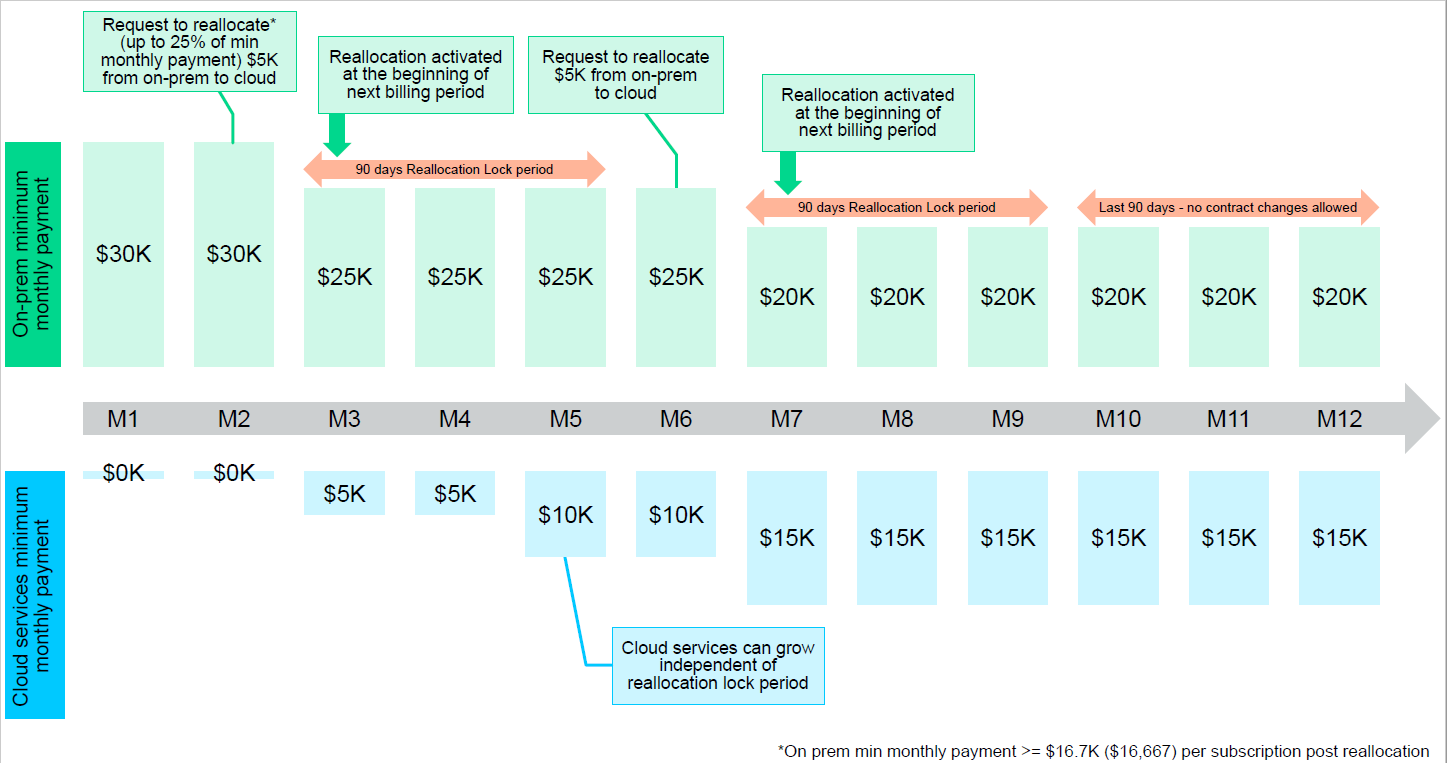 Request to reallocate*
(up to 25% of min
monthly payment) $5K
from on-prem to cloud
Reallocation activated
at the beginning of
next billing period
Request to reallocate
$5K from on-prem
to cloud
Reallocation activated
at the beginning of
next billing period
On-prem minimum
monthly payment
90 days Reallocation Lock period
90 days Reallocation Lock period
Last 90 days - no contract changes allowed
$30K
$30K
$25K
$25K
$25K
$25K
$20K
$20K
$20K
$20K
$20K
$20K
M1
M2
M3
M4
M5
M6
M7
M8
M9
M10
M11
M12
Cloud services minimum
monthly payment
$0K
$0K
$5K
$5K
$10K
$10K
$15K
$15K
$15K
$15K
$15K
$15K
Cloud services can grow
independent of
reallocation lock period
*On prem min monthly payment >= $16.7K ($16,667) per subscription post reallocation